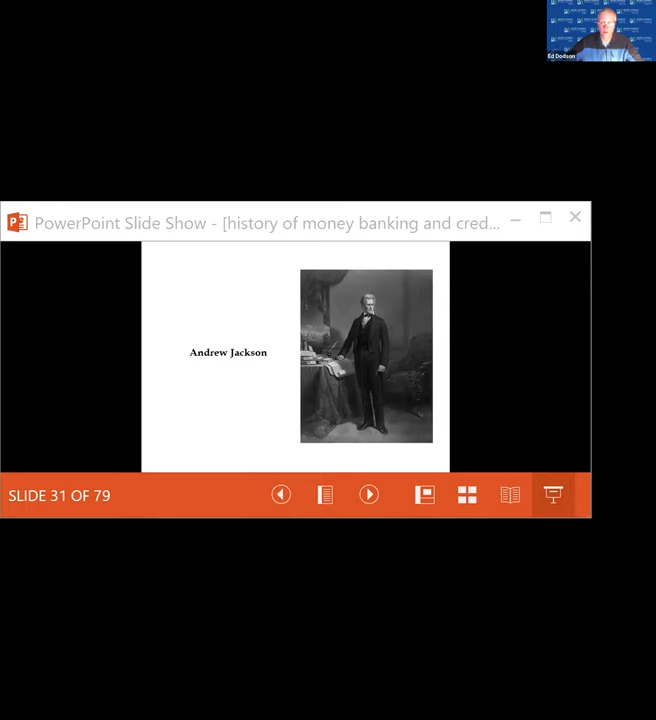 Ed Dodson
PowerPoint Slide Show - [history of money banking and cred...
Andrew Jackson
SLIDE 31 OF 79